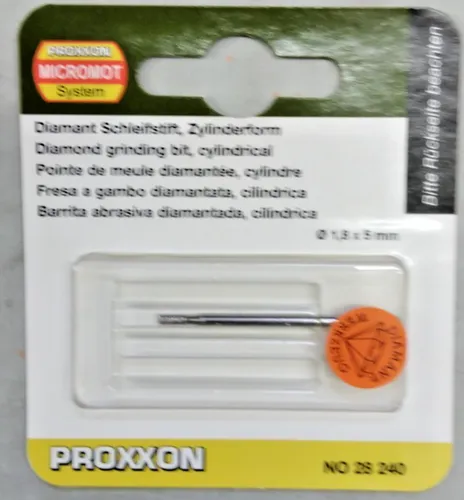 PROXXON
MICROMOT
System
Bitte Rückseite beachten
Diamant Schleifstift, Zylinderform
Diamond grinding bit, cylindrical
Pointe de meule diamantée, cylindre
Fresa a gambo diamantata, cilindrica
Barrita abrasiva diamantada, cilindrica
Ø 1,8 x 5 mm
PROXXON
NO 28 240